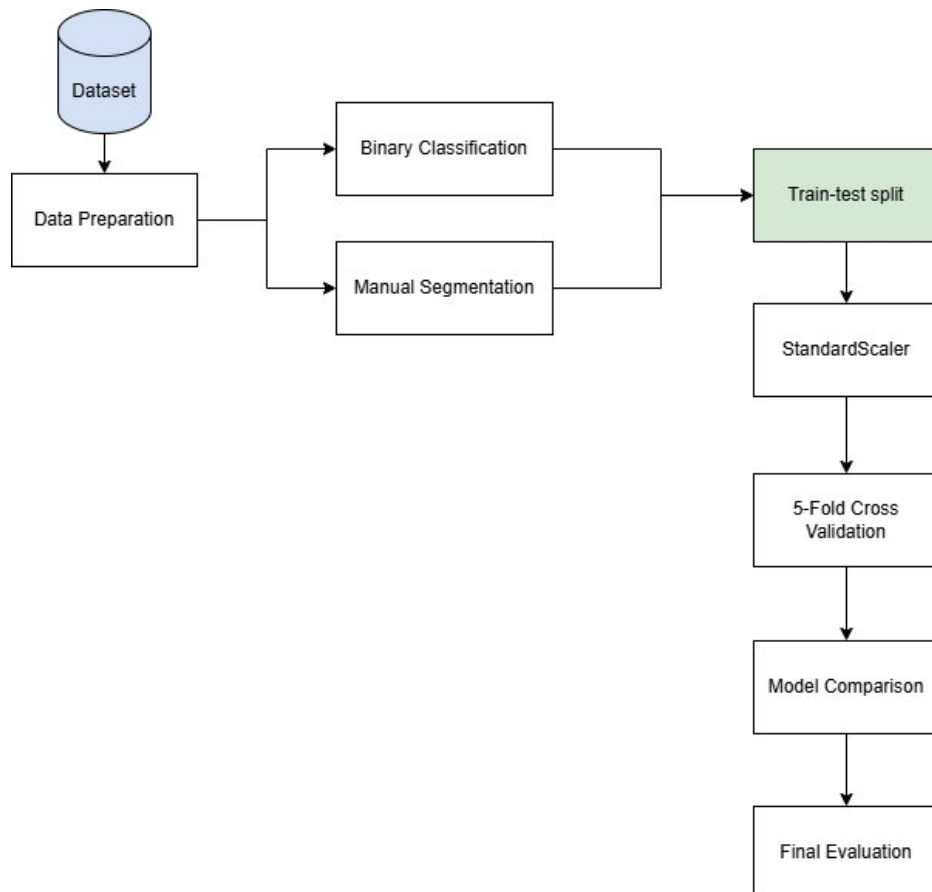 Dataset
Data Preparation
Binary Classification
Manual Segmentation
Train-test split
StandardScaler
5-Fold Cross
Validation
Model Comparison
Final Evaluation